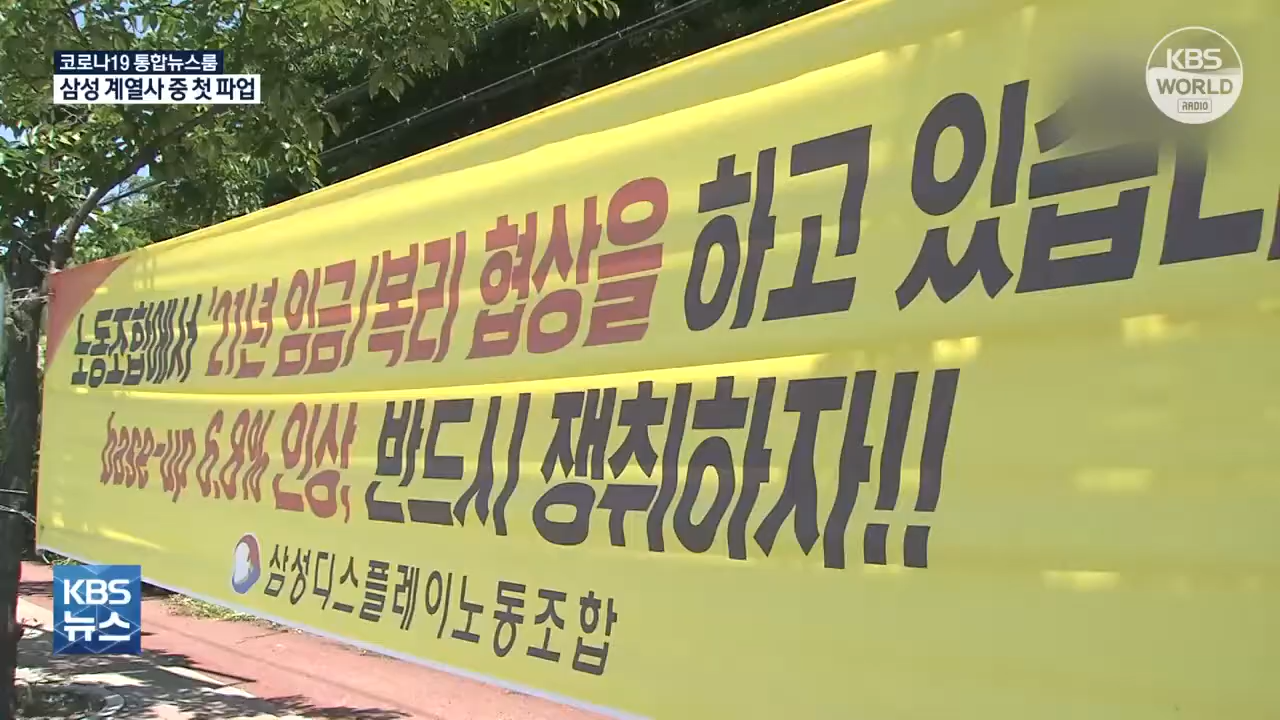 코로나19 통합뉴스룸
삼성 계열사 중 첫 파업
KBS
WORLD
RADIO
노동조합에서 '21년 임금/복리 협상을 하고 있습니
base-up 6.8% 인상, 반드시 쟁취하자!!
삼성디스플레이노동조합
KBS
뉴스